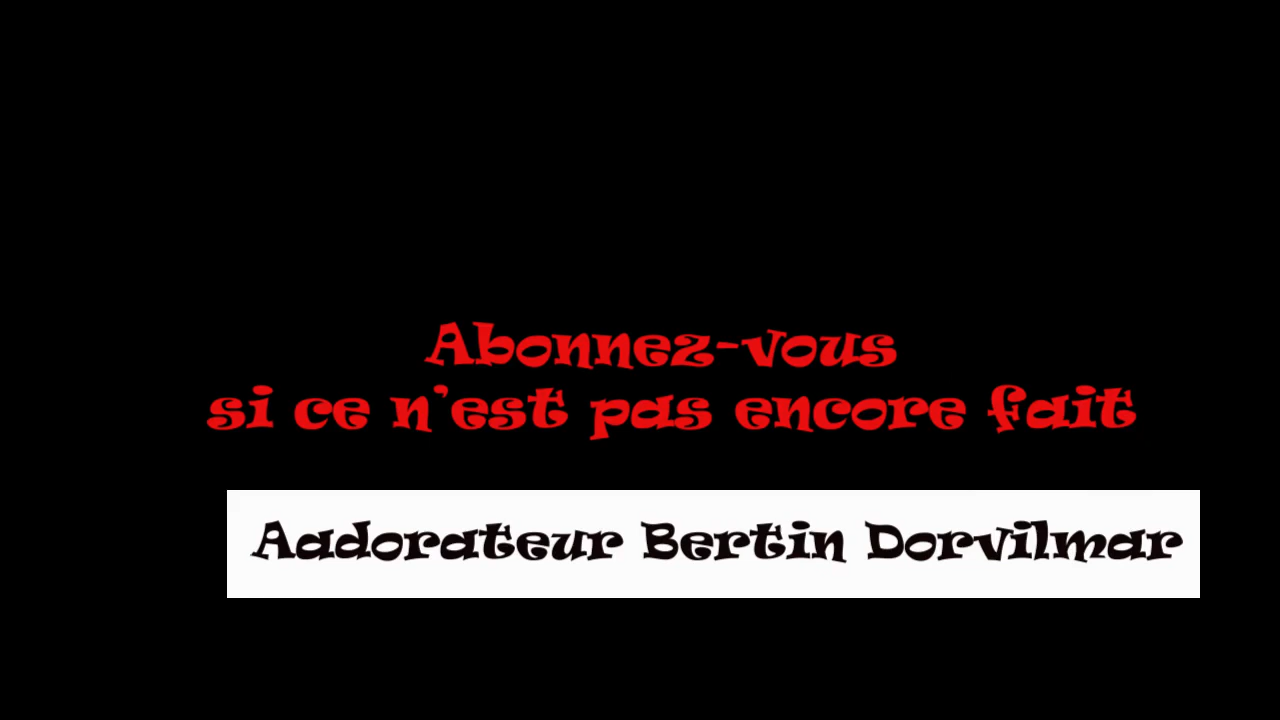 Abonnez-vous
si ce n'est pas encore fait
Aadorateur Bertin Dorvilmar